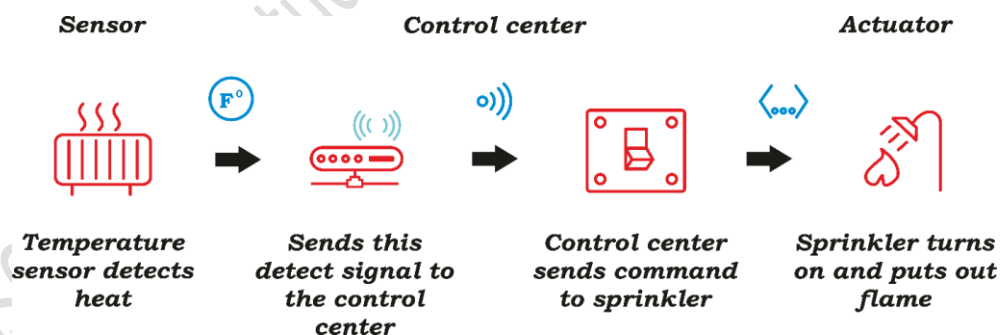 Sensor
Control center
Actuator
F°
Temperature
sensor detects
heat
Sends this
detect signal to
the control
center
Control center
sends command
to sprinkler
Sprinkler turns
on and puts out
flame